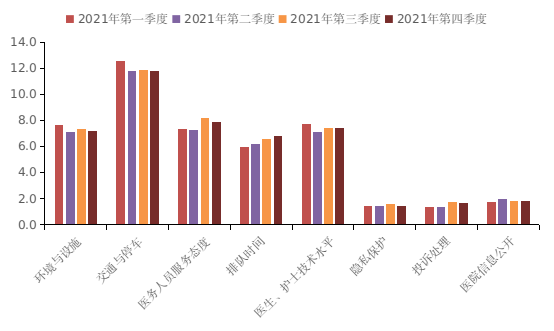 2021年第一季度 2021年第二季度 2021年第三季度 2021年第四季度
14.0
12.0
10.0
8.0
6.0
4.0
2.0
0.0
环境与设施
交通与停车
医务人员服务态度
排队时间
医生、护士技术水平
隐私保护
投诉处理
医院信息公开